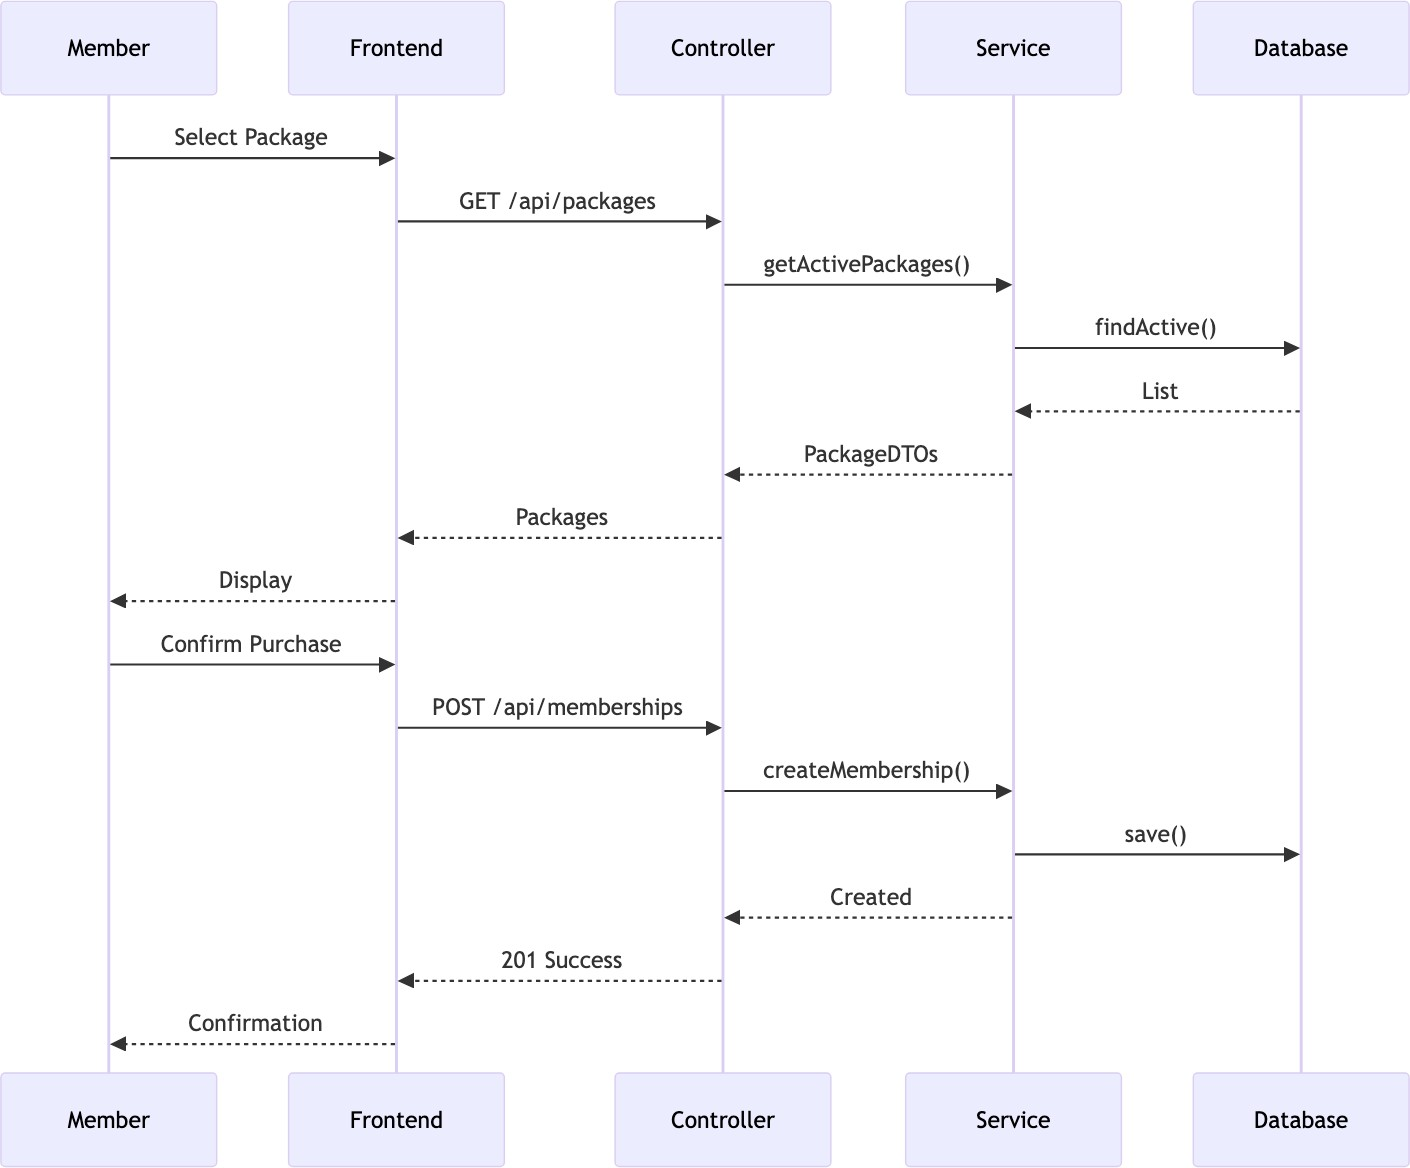 Member
Frontend
Controller
Service
Database
Select Package
GET /api/packages
getActivePackages()
findActive()
List
PackageDTOs
Packages
Display
Confirm Purchase
POST /api/memberships
createMembership()
save()
Created
201 Success
Confirmation
Member
Frontend
Controller
Service
Database